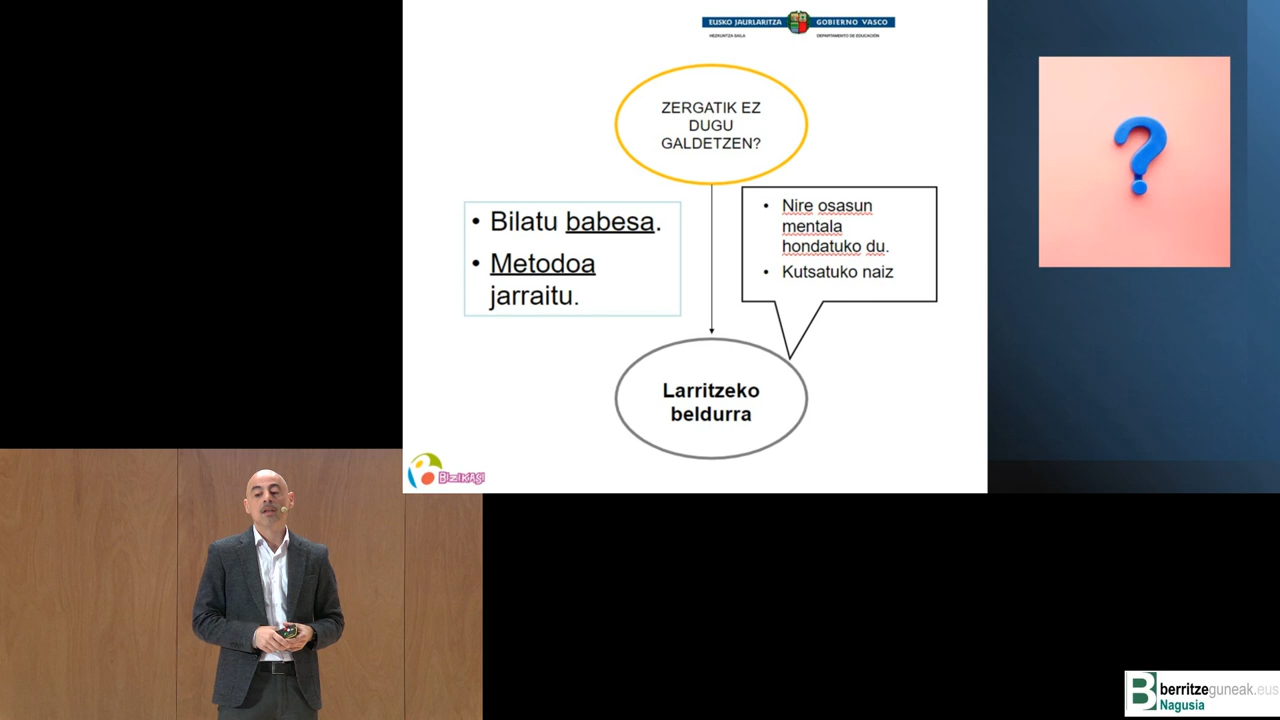 EUSKO JAURLARITZA GOBIERNO VASCO
HEZKUNTZA SAILA DEPARTAMENTO DE EDUCACIÓN
ZERGATIK EZ
DUGU
GALDETZEN?
• Bilatu babesa.
• Metodoa
jarraitu.
• Nire osasun
mentala
hondatuko du.
• Kutsatuko naiz
Larritzeko
beldurra
BIZIKASI
?
berritzeguneak.eus
Nagusia